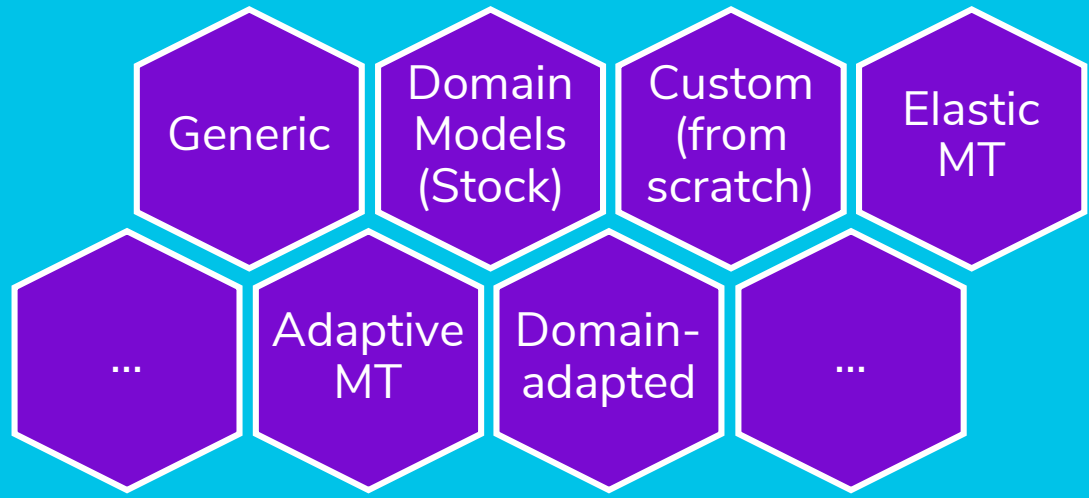 Generic
Domain
Models
(Stock)
Custom
(from
scratch)
Elastic
MT
...
Adaptive
MT
Domain-
adapted
...